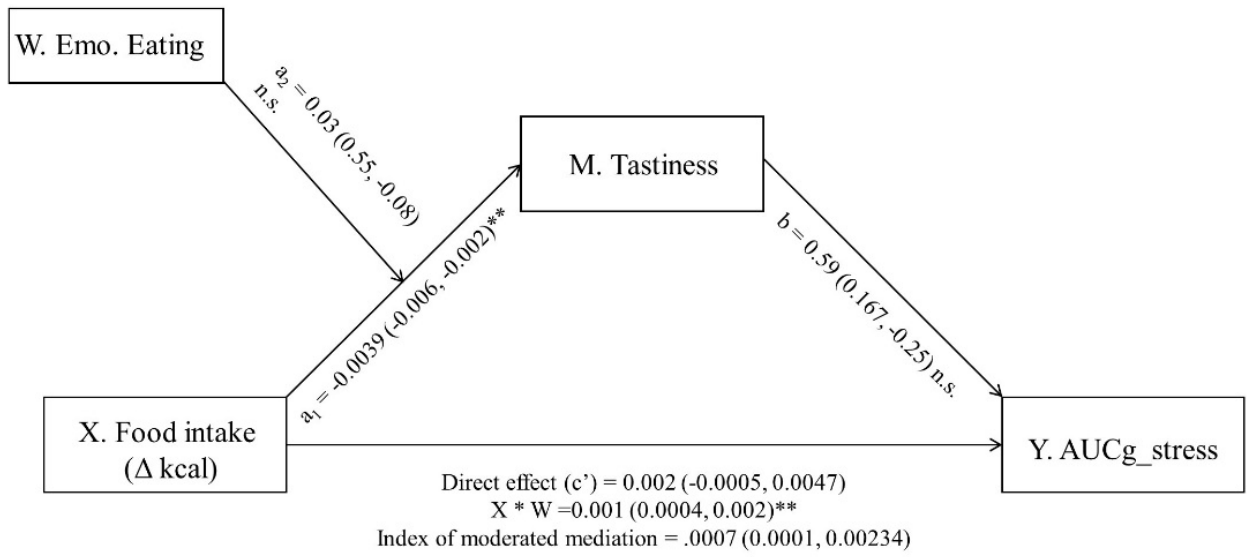 W. Emo. Eating
a₂ = 0.03 (0.55, -0.08)
n.s.
M. Tastiness
a₁ = -0.0039 (-0.006, -0.002)**
b = 0.59 (0.167, -0.25) n.s.
X. Food intake
(Δ kcal)
Y. AUCg_stress
Direct effect (c’) = 0.002 (-0.0005, 0.0047)
X * W =0.001 (0.0004, 0.002)**
Index of moderated mediation = .0007 (0.0001, 0.00234)